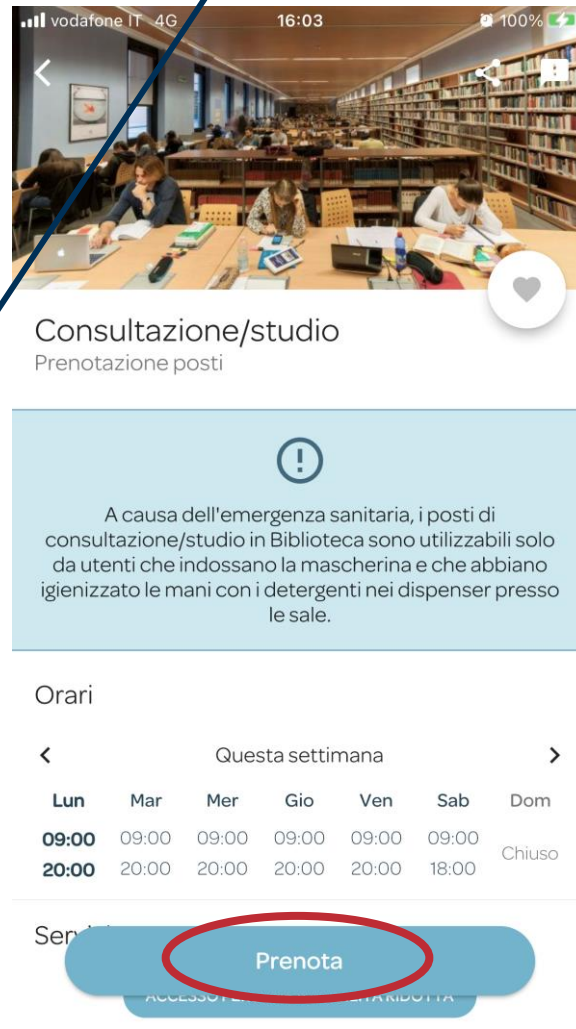 vodafone IT 4G 16:03 100%
Consultazione/studio
Prenotazione posti
A causa dell'emergenza sanitaria, i posti di
consultazione/studio in Biblioteca sono utilizzabili solo
da utenti che indossano la mascherina e che abbiano
igienizzato le mani con i detergenti nei dispenser presso
le sale.
Orari
Questa settimana
Lun Mar Mer Gio Ven Sab Dom
09:00 09:00 09:00 09:00 09:00 09:00 Chiuso
20:00 20:00 20:00 20:00 20:00 18:00
Prenota